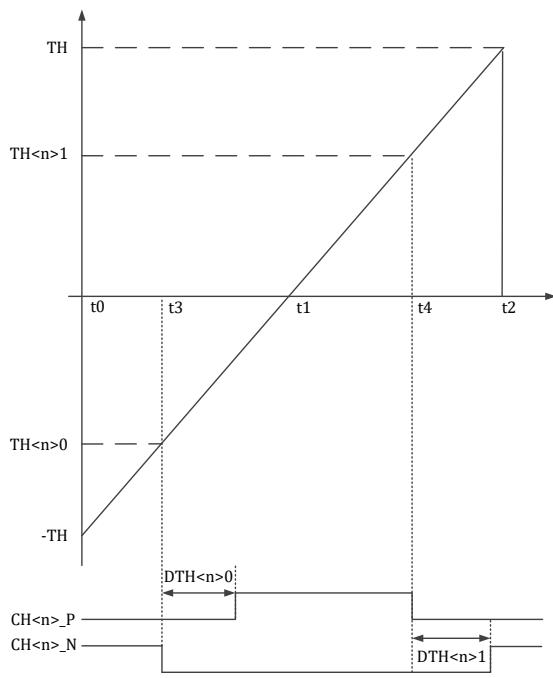 TH
TH<n>1
t0
t3
t1
t4
t2
TH<n>0
-TH
DTH<n>0
CH<n>_P
CH<n>_N
DTH<n>1